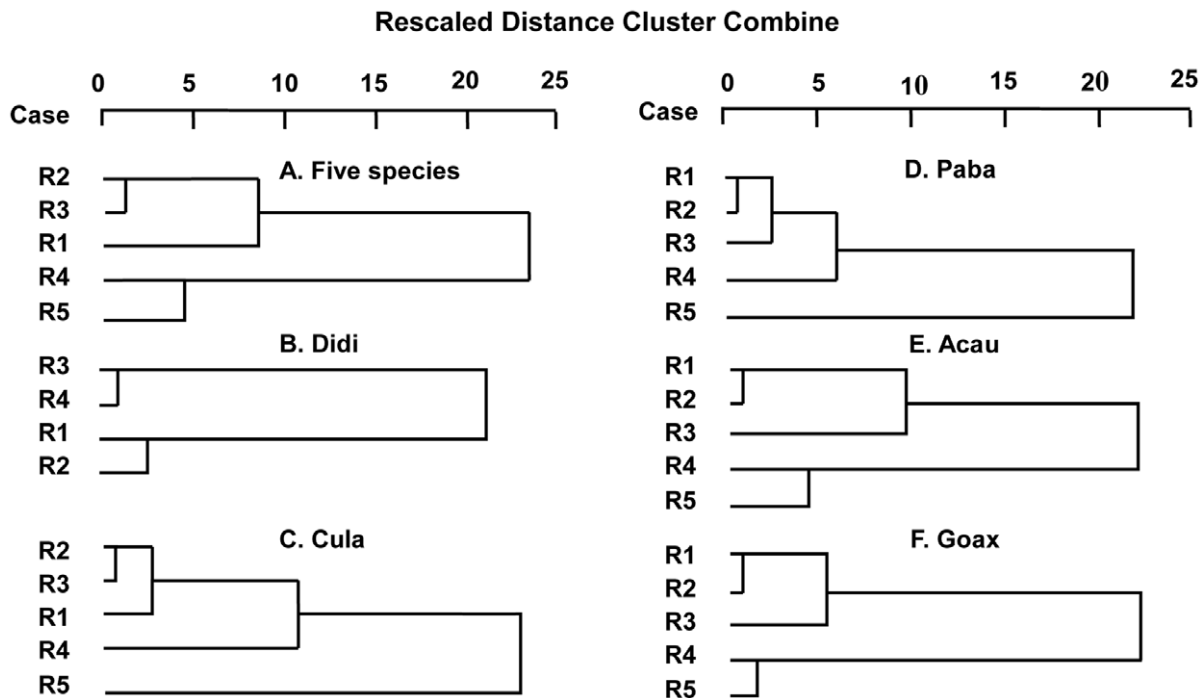 Rescaled Distance Cluster Combine
0 5 10 15 20 25
Case
A. Five species
R2
R3
R1
R4
R5
B. Didi
R3
R4
R1
R2
C. Cula
R2
R3
R1
R4
R5
0 5 10 15 20 25
Case
D. Paba
R1
R2
R3
R4
R5
E. Acau
R1
R2
R3
R4
R5
F. Goax
R1
R2
R3
R4
R5